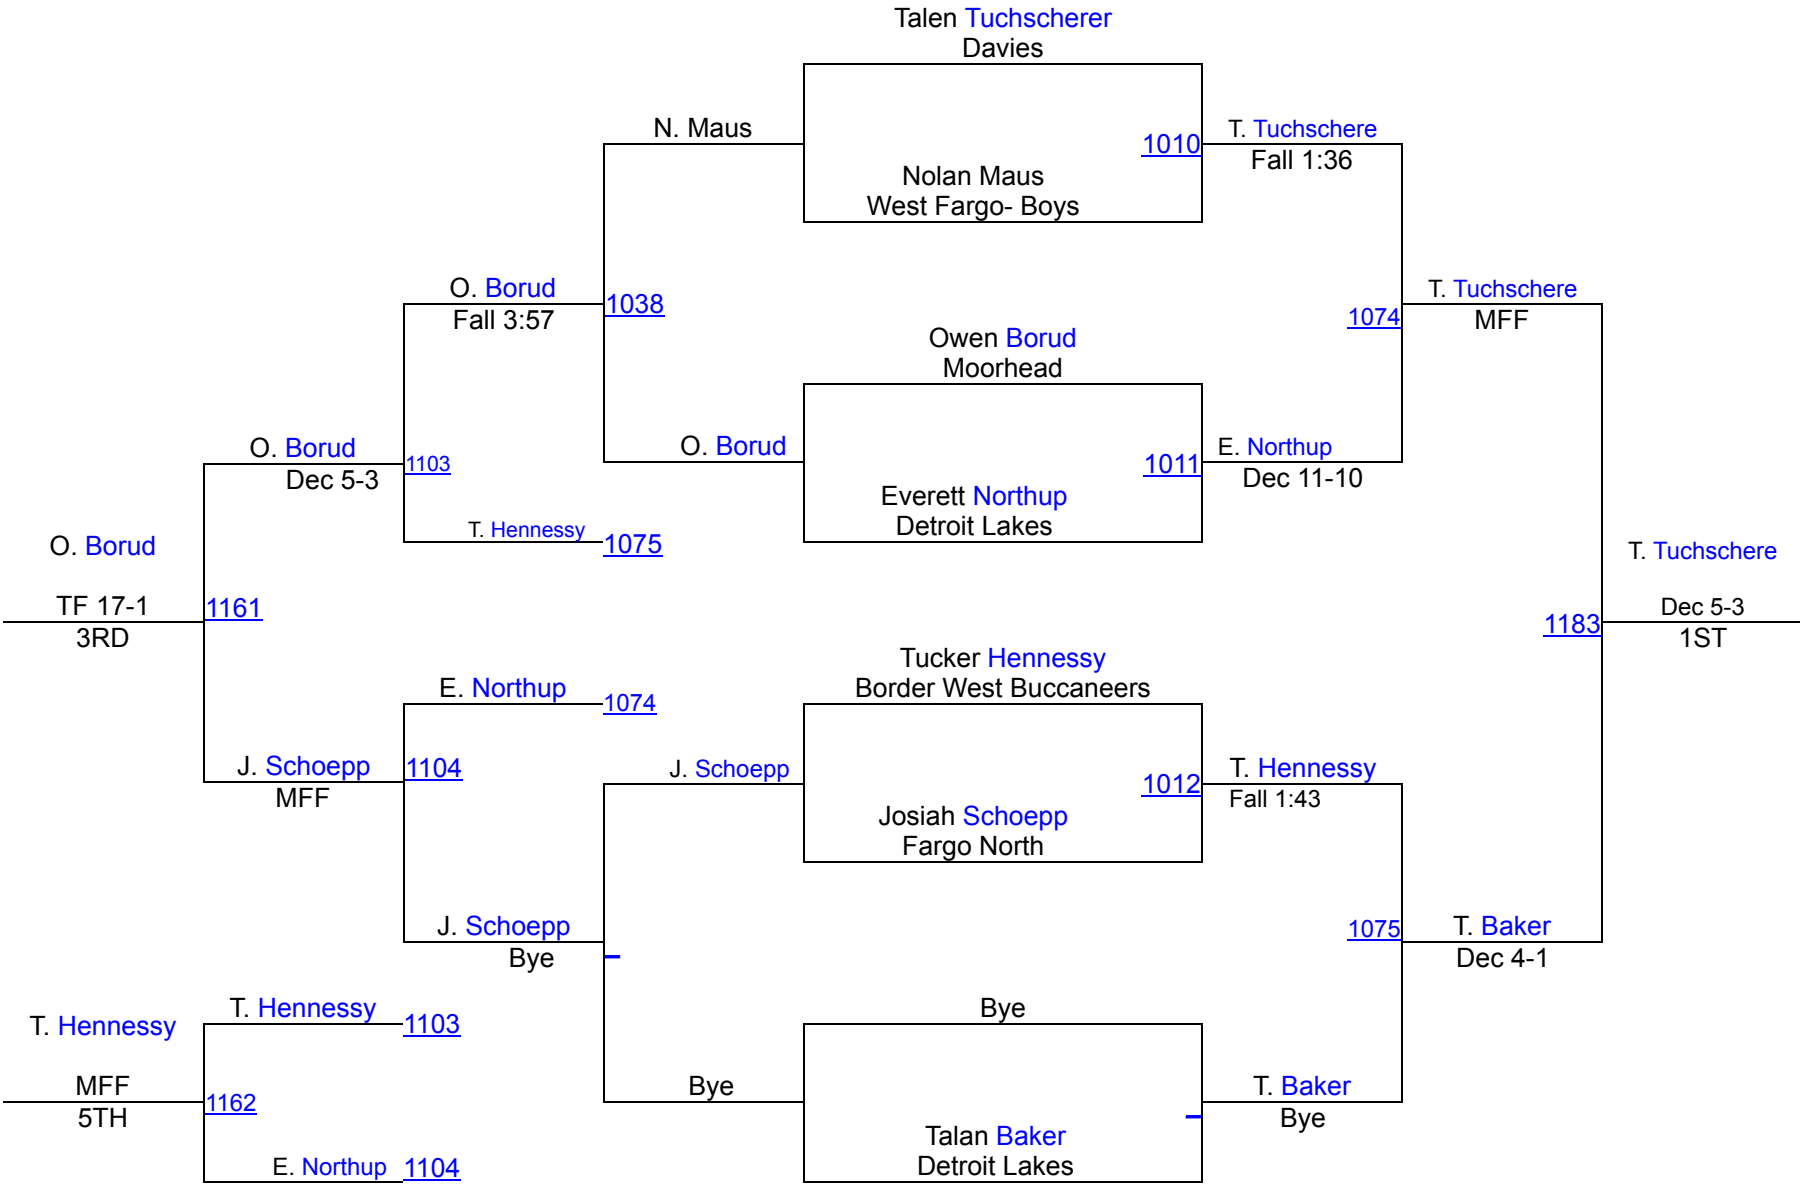 Talen Tuchscherer
Davies
N. Maus
1010
T. Tuchschere
Fall 1:36
Nolan Maus
West Fargo- Boys
O. Borud
Fall 3:57
1038
T. Tuchschere
MFF
1074
Owen Borud
Moorhead
O. Borud
Dec 5-3
1103
O. Borud
1011
E. Northup
Dec 11-10
Everett Northup
Detroit Lakes
T. Hennessy
1075
O. Borud
TF 17-1
3RD
1161
T. Tuchschere
Dec 5-3
1ST
1183
Tucker Hennessy
Border West Buccaneers
E. Northup
1074
J. Schoepp
MFF
1104
J. Schoepp
1012
T. Hennessy
Fall 1:43
Josiah Schoepp
Fargo North
J. Schoepp
Bye
1075
T. Baker
Dec 4-1
T. Hennessy
T. Hennessy
1103
Bye
MFF
5TH
1162
Bye
T. Baker
Bye
Talan Baker
Detroit Lakes
E. Northup
1104